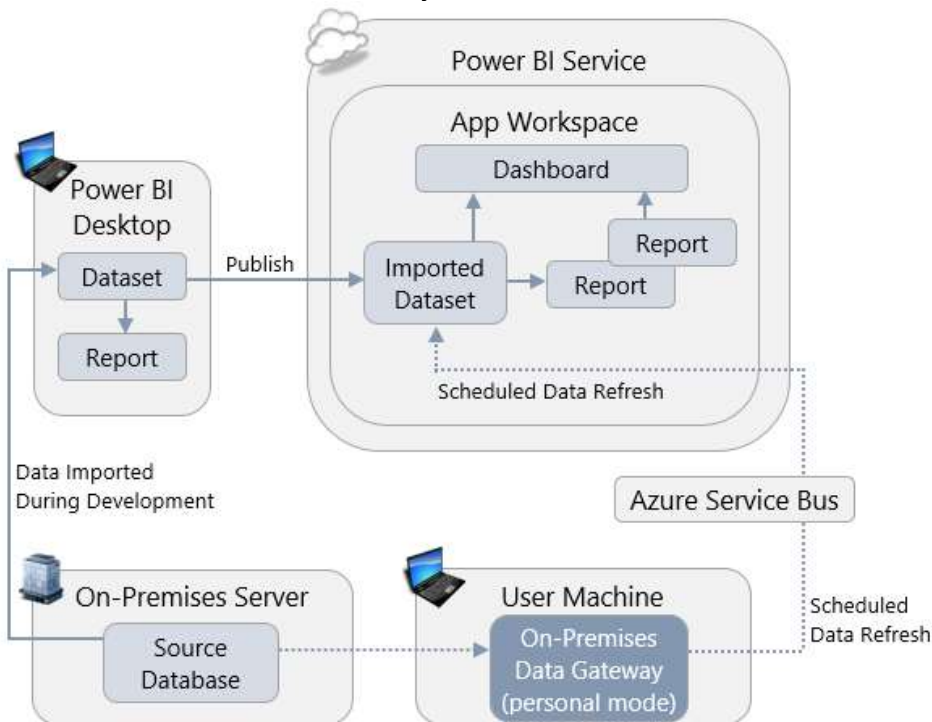 Power BI Service
App Workspace
Dashboard
Power BI
Desktop
Report
Publish
Imported
Dataset
Dataset
Report
Report
Scheduled Data Refresh
Data Imported
During Development
Azure Service Bus
On-Premises Server
User Machine
Scheduled
Data Refresh
Source
Database
On-Premises
Data Gateway
(personal mode)